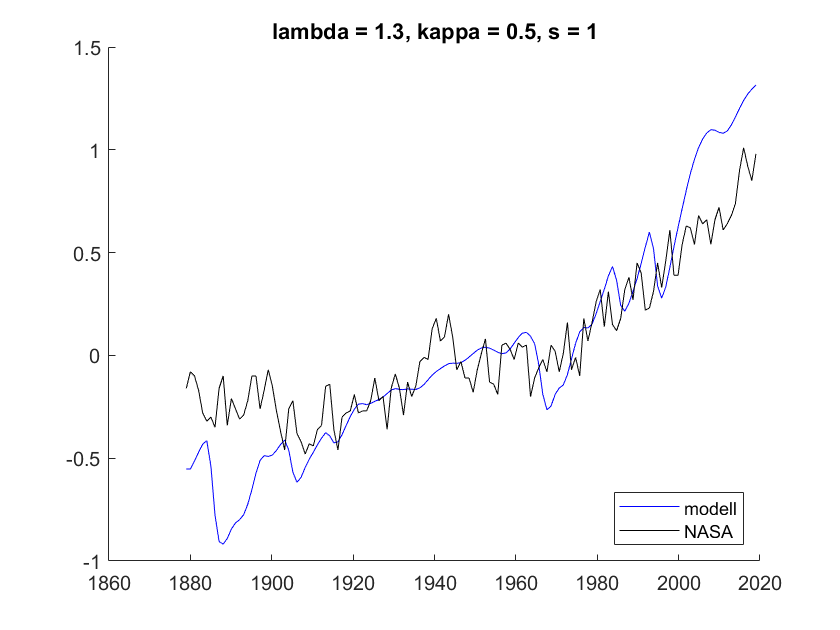 lambda = 1.3, kappa = 0.5, s = 1
1.5
1
0.5
0
-0.5
-1
1860 1880 1900 1920 1940 1960 1980 2000 2020
modell
NASA